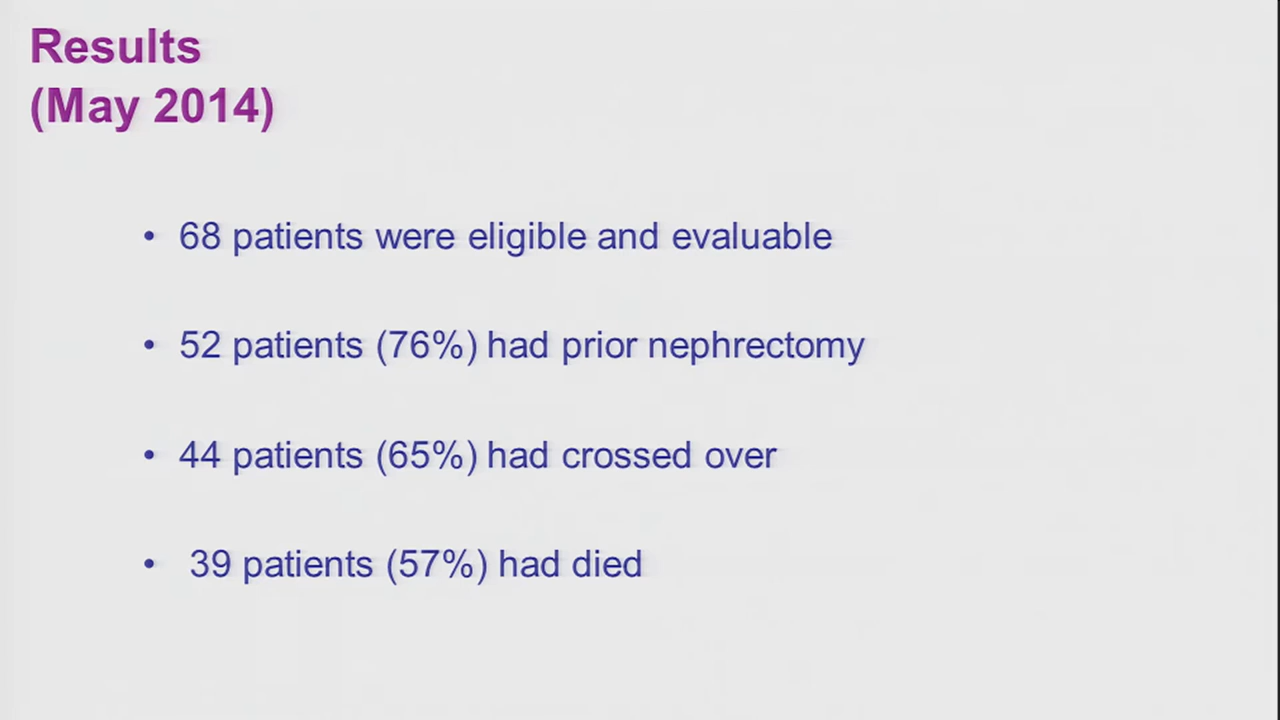 Results
(May 2014)
• 68 patients were eligible and evaluable
• 52 patients (76%) had prior nephrectomy
• 44 patients (65%) had crossed over
• 39 patients (57%) had died